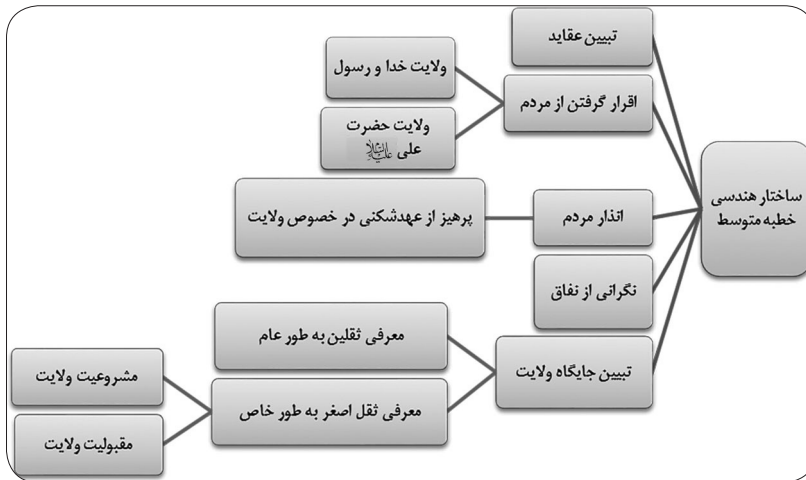 ساختار هندسی
خطبه متوسط
تبیین عقاید
اقرار گرفتن از مردم
ولایت خدا و رسول
ولایت حضرت
علی علیه‌السلام
انذار مردم
پرهیز از عهدشکنی در خصوص ولایت
نگرانی از نفاق
تبیین جایگاه ولایت
معرفی ثقلین به طور عام
معرفی ثقل اصغر به طور خاص
مشروعیت ولایت
مقبولیت ولایت